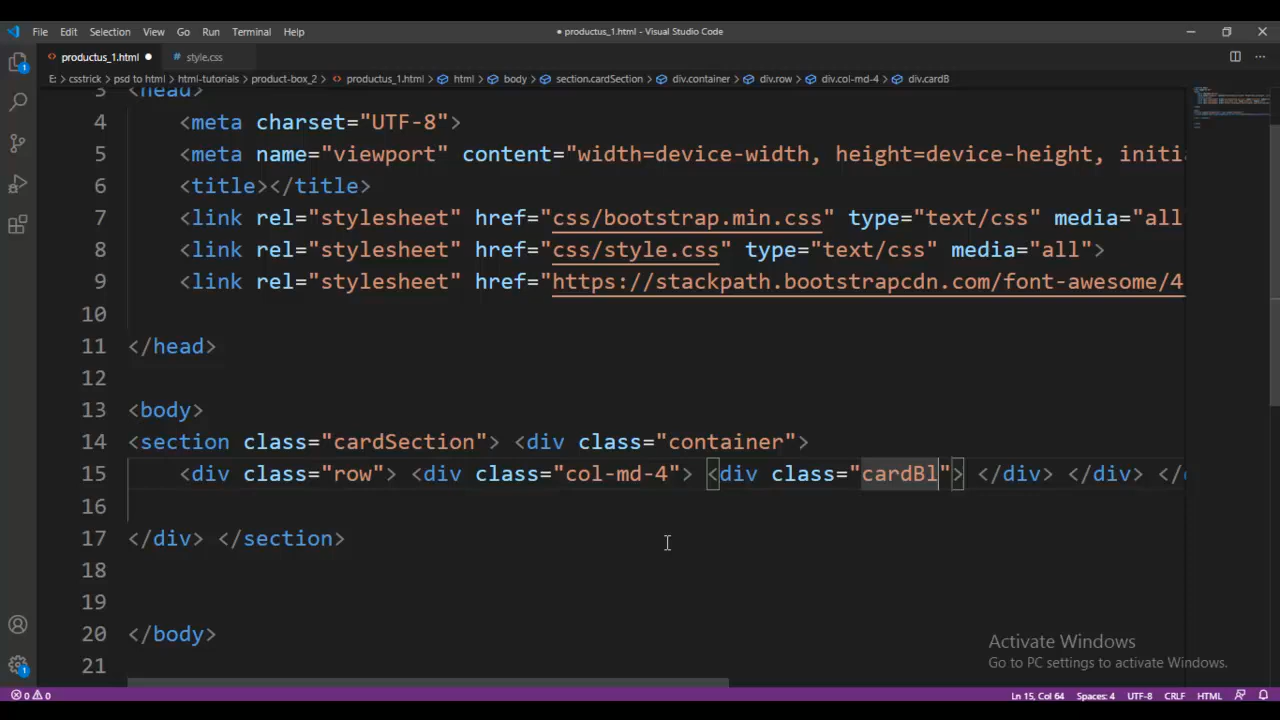 File Edit Selection View Go Run Terminal Help
● productus_1.html - Visual Studio Code
productus_1.html ●
style.css
E: > csstrick > psd to html > html-tutorials > product-box_2 > productus_1.html > html > body > section.cardSection > div.container > div.row > div.col-md-4 > div.cardB
3 <head>
4 <meta charset="UTF-8">
5 <meta name="viewport" content="width=device-width, height=device-height, initia
6 <title></title>
7 <link rel="stylesheet" href="css/bootstrap.min.css" type="text/css" media="all
8 <link rel="stylesheet" href="css/style.css" type="text/css" media="all">
9 <link rel="stylesheet" href="https://stackpath.bootstrapcdn.com/font-awesome/4
10
11 </head>
12
13 <body>
14 <section class="cardSection"> <div class="container">
15 <div class="row"> <div class="col-md-4"> <div class="cardBl"> </div> </div> </
16
17 </div> </section>
18
19
20 </body>
21
Activate Windows
Go to PC settings to activate Windows.
0 0
Ln 15, Col 64 Spaces: 4 UTF-8 CRLF HTML
1
1